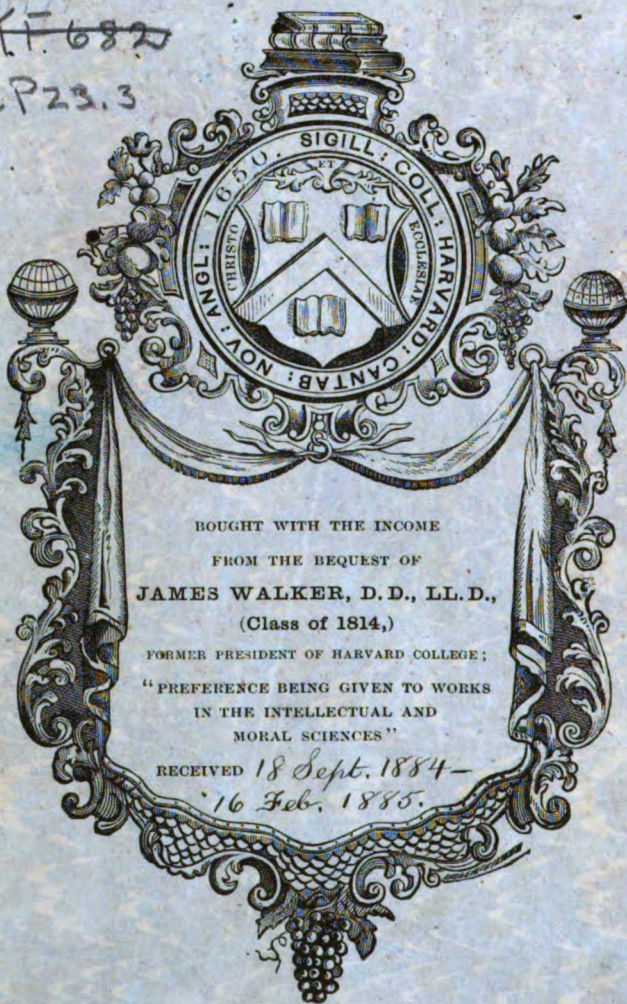 KF 682
P23.3
SIGILL: COLL: HARVARD: CANTAB: NOV: ANGL: 1650.
ET
CHRISTO
ECCLESIAE
BOUGHT WITH THE INCOME
FROM THE BEQUEST OF
JAMES WALKER, D.D., LL.D.,
(Class of 1814,)
FORMER PRESIDENT OF HARVARD COLLEGE;
"PREFERENCE BEING GIVEN TO WORKS
IN THE INTELLECTUAL AND
MORAL SCIENCES"
RECEIVED 18 Sept. 1884–
16 Feb. 1885.